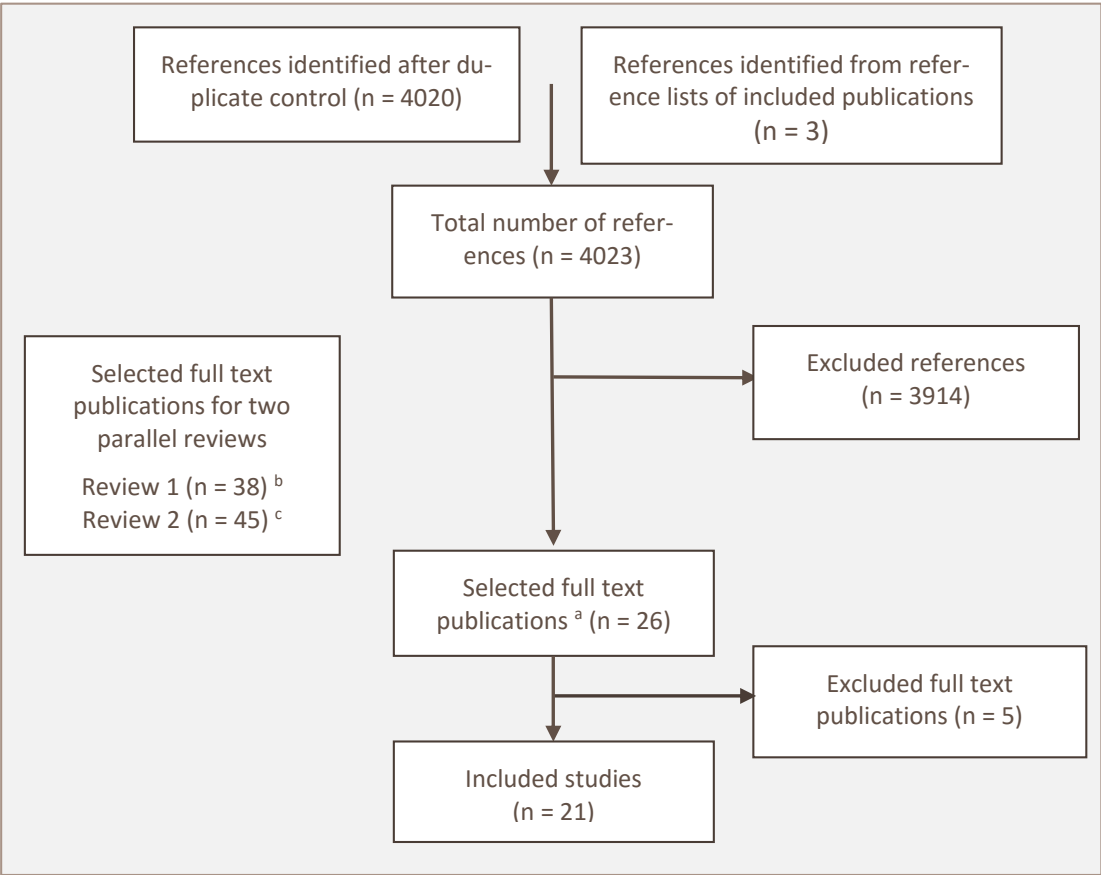 References identified after du-
plicate control (n = 4020)
References identified from refer-
ence lists of included publications
(n = 3)
Total number of refer-
ences (n = 4023)
Excluded references
(n = 3914)
Selected full text
publications for two
parallel reviews
Review 1 (n = 38) b
Review 2 (n = 45) c
Selected full text
publications a (n = 26)
Excluded full text
publications (n = 5)
Included studies
(n = 21)